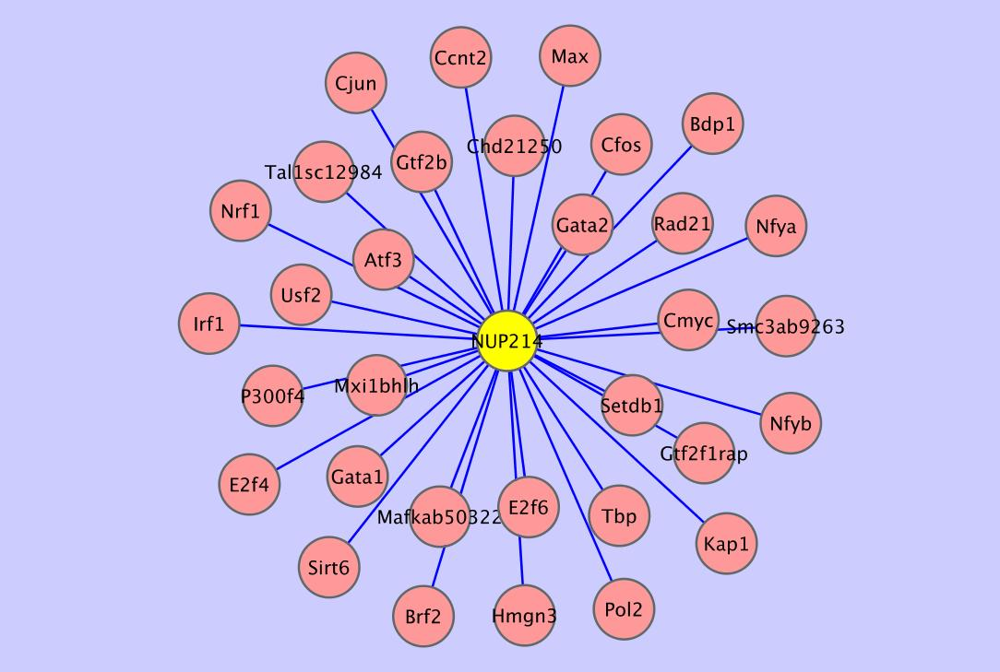 Ccnt2
Max
Cjun
Bdp1
Chd21250
Cfos
Gtf2b
Tal1sc12984
Nrf1
Gata2
Rad21
Nfya
Atf3
Usf2
Irf1
Cmyc
Smc3ab9263
NUP214
P300f4
Mxi1bhlh
Setdb1
Nfyb
Gtf2f1rap
E2f4
Gata1
Mafkab50322
E2f6
Tbp
Kap1
Sirt6
Brf2
Hmgn3
Pol2